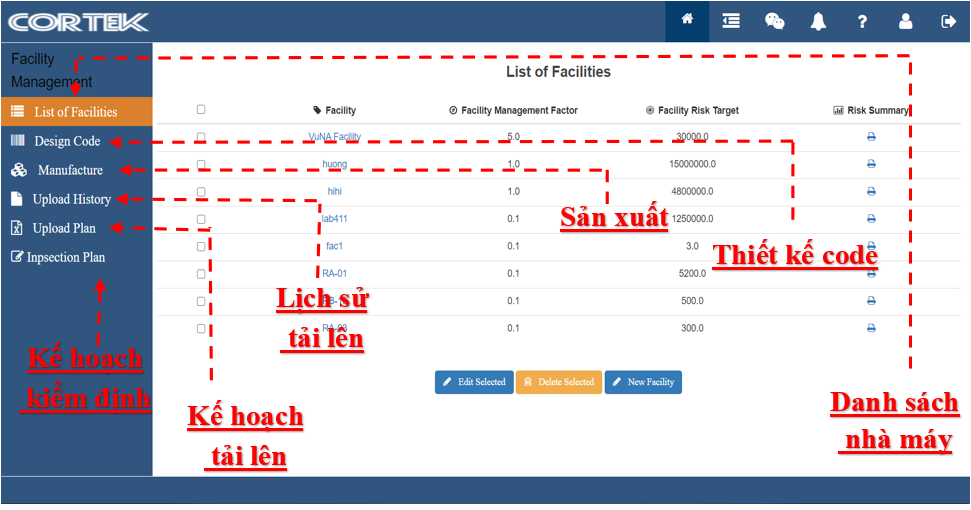 CORTEK
Facility
Management
List of Facilities
Design Code
Manufacture
Upload History
Upload Plan
Inpsection Plan
List of Facilities
Facility Facility Management Factor Facility Risk Target Risk Summary
VuNA Facility 5.0 30000.0
huong 1.0 15000000.0
hihi 1.0 4800000.0
lab411 0.1 1250000.0
fac1 0.1 3.0
RA-01 0.1 5200.0
0.1 500.0
0.1 300.0
Edit Selected Delete Selected New Facility
Sản xuất
Thiết kế code
Lịch sử
tải lên
Kế hoạch
kiểm định
Kế hoạch
tải lên
Danh sách
nhà máy